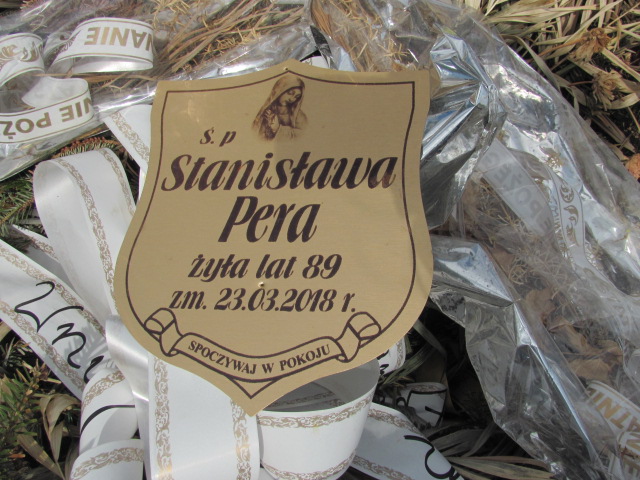 Ś. p
Stanisława
Pera
żyła lat 89
zm. 23.03.2018 r.
SPOCZYWAJ W POKOJU